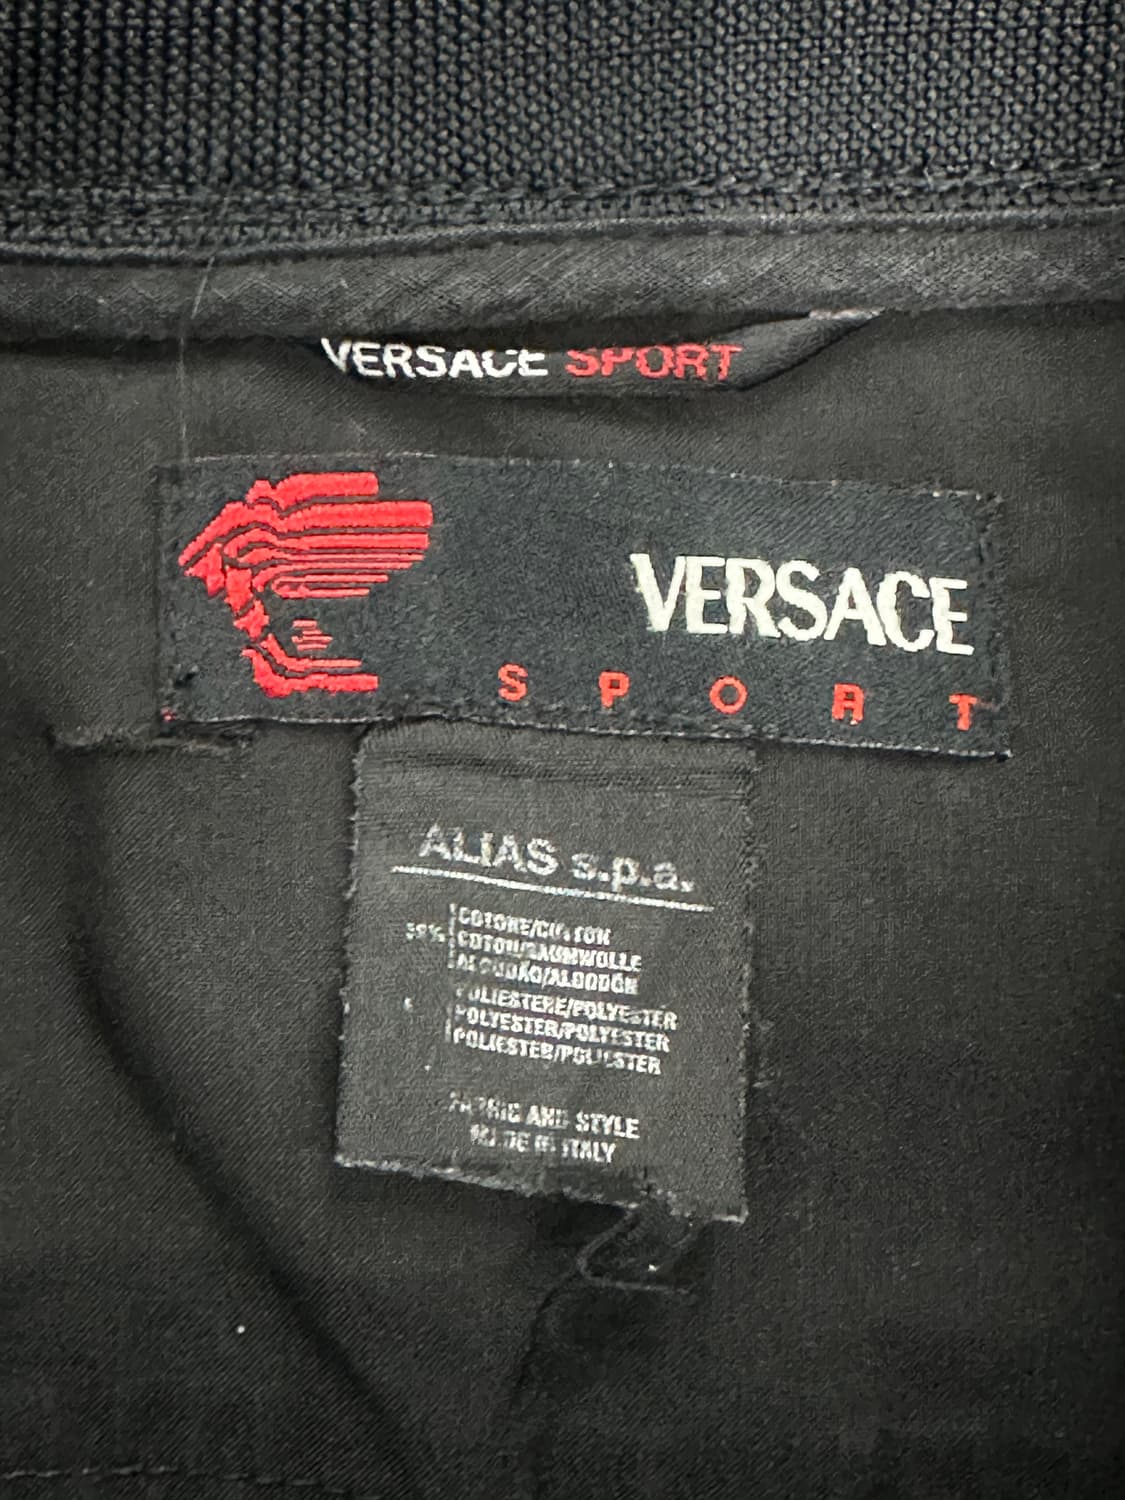 VERSACE SPORT
VERSACE
SPORT
ALIAS s.p.a.
COTONE/COTTON
COTON/BAUMWOLLE
ALGODÃO/ALGODON
POLIESTERE/POLYESTER
POLYESTER/POLYESTER
POLIESTER/POLIESTER
FABRIC AND STYLE
MADE IN ITALY